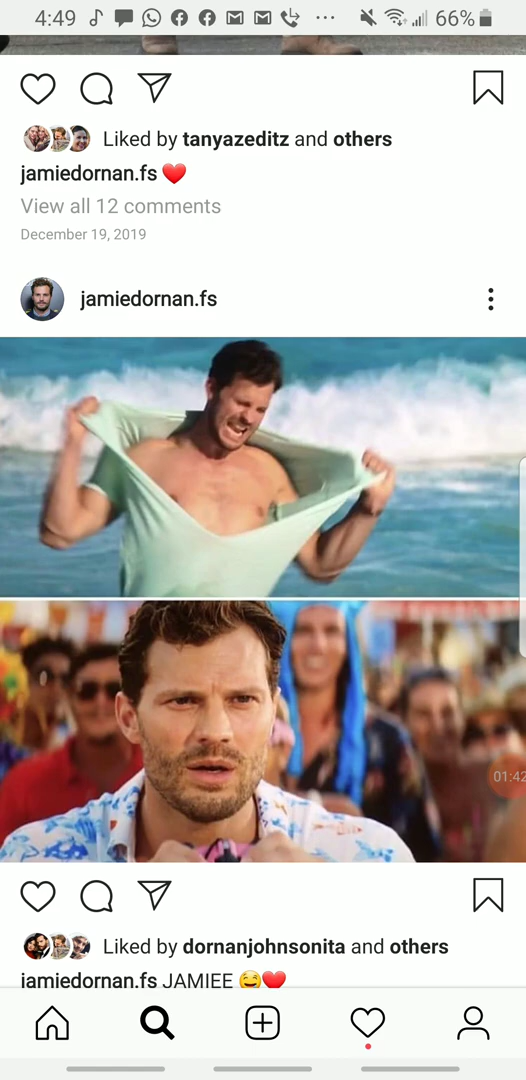 4:49 66%
Liked by tanyazeditz and others
jamiedornan.fs ❤️
View all 12 comments
December 19, 2019
jamiedornan.fs
01:42
Liked by dornanjohnsonita and others
jamiedornan.fs JAMIEE 😆❤️